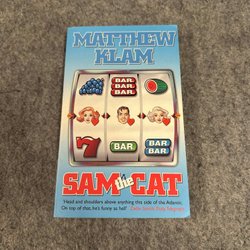 MATTHEW
KLAM
BAR.
BAR.
BAR.
7
BAR.
BAR.
BAR.
SAM the CAT
Head and shoulders above anything this side of the Atlantic.
On top of that, he's funny as hell'